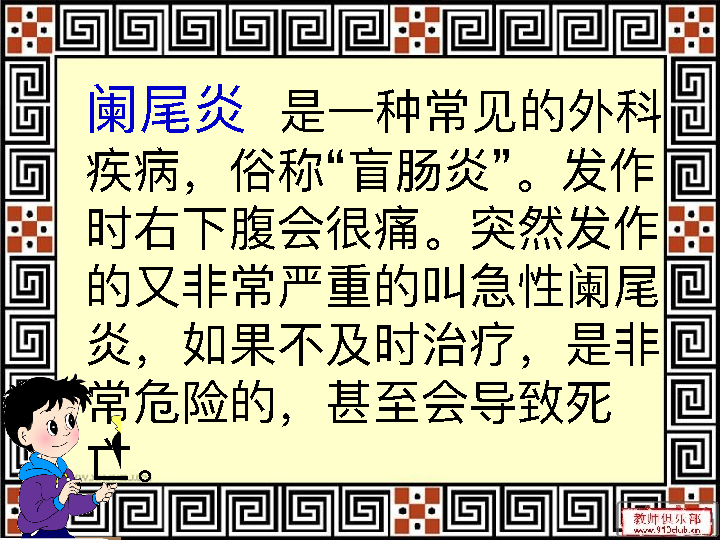 阑尾炎 是一种常见的外科
疾病，俗称“盲肠炎”。发作
时右下腹会很痛。突然发作
的又非常严重的叫急性阑尾
炎，如果不及时治疗，是非
常危险的，甚至会导致死
亡。
教师俱乐部
www.910club.cn